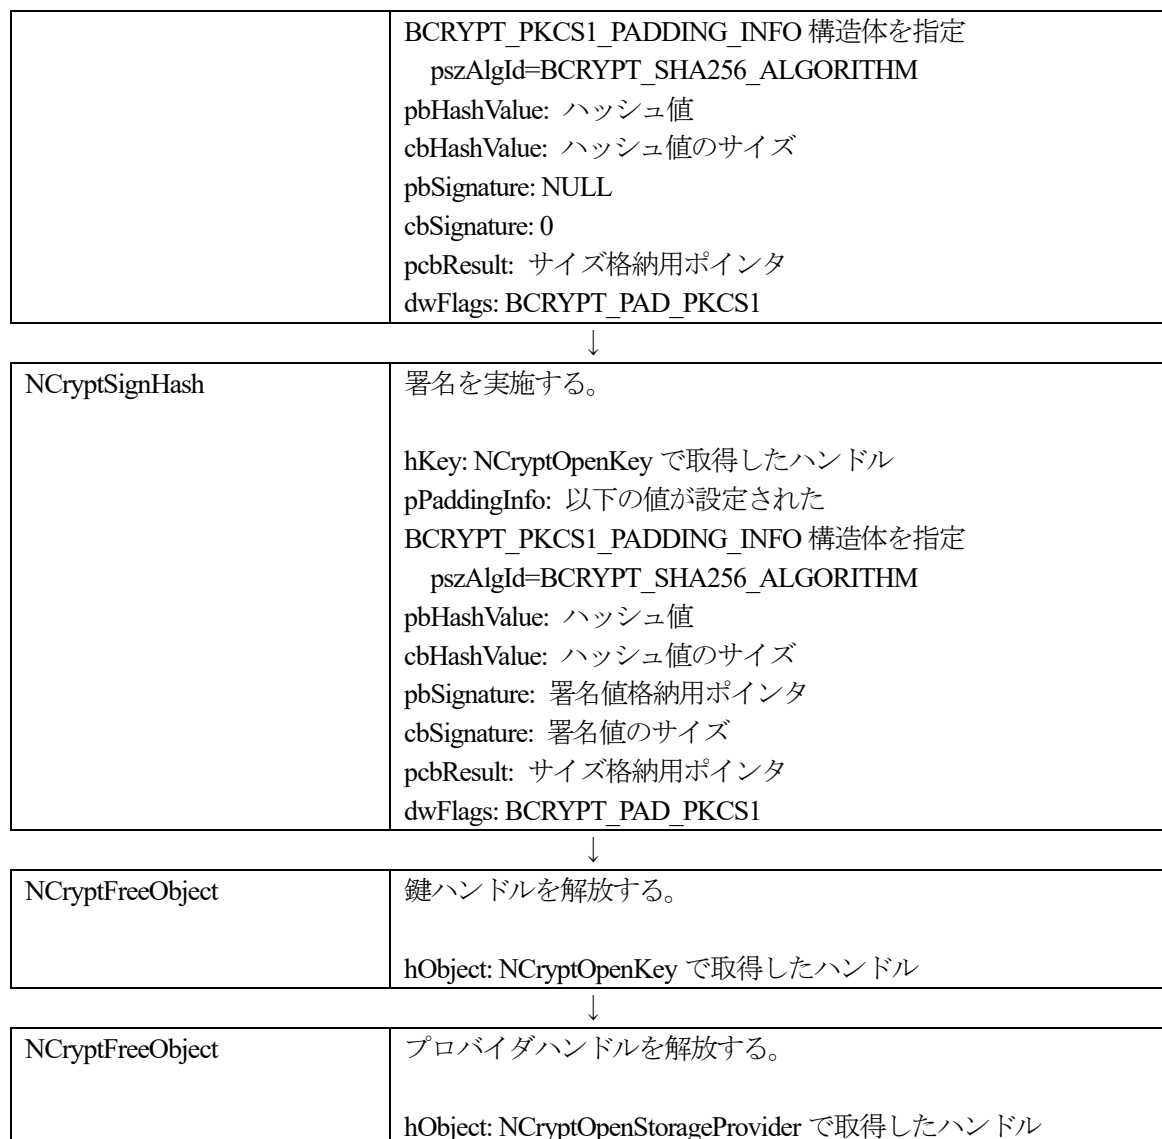 BCRYPT_PKCS1_PADDING_INFO 構造体を指定
pszAlgId=BCRYPT_SHA256_ALGORITHM
pbHashValue: ハッシュ値
cbHashValue: ハッシュ値のサイズ
pbSignature: NULL
cbSignature: 0
pcbResult: サイズ格納用ポインタ
dwFlags: BCRYPT_PAD_PKCS1
↓
NCryptSignHash
署名を実施する。
hKey: NCryptOpenKey で取得したハンドル
pPaddingInfo: 以下の値が設定された
BCRYPT_PKCS1_PADDING_INFO 構造体を指定
pszAlgId=BCRYPT_SHA256_ALGORITHM
pbHashValue: ハッシュ値
cbHashValue: ハッシュ値のサイズ
pbSignature: 署名値格納用ポインタ
cbSignature: 署名値のサイズ
pcbResult: サイズ格納用ポインタ
dwFlags: BCRYPT_PAD_PKCS1
↓
NCryptFreeObject
鍵ハンドルを解放する。
hObject: NCryptOpenKey で取得したハンドル
↓
NCryptFreeObject
プロバイダハンドルを解放する。
hObject: NCryptOpenStorageProvider で取得したハンドル